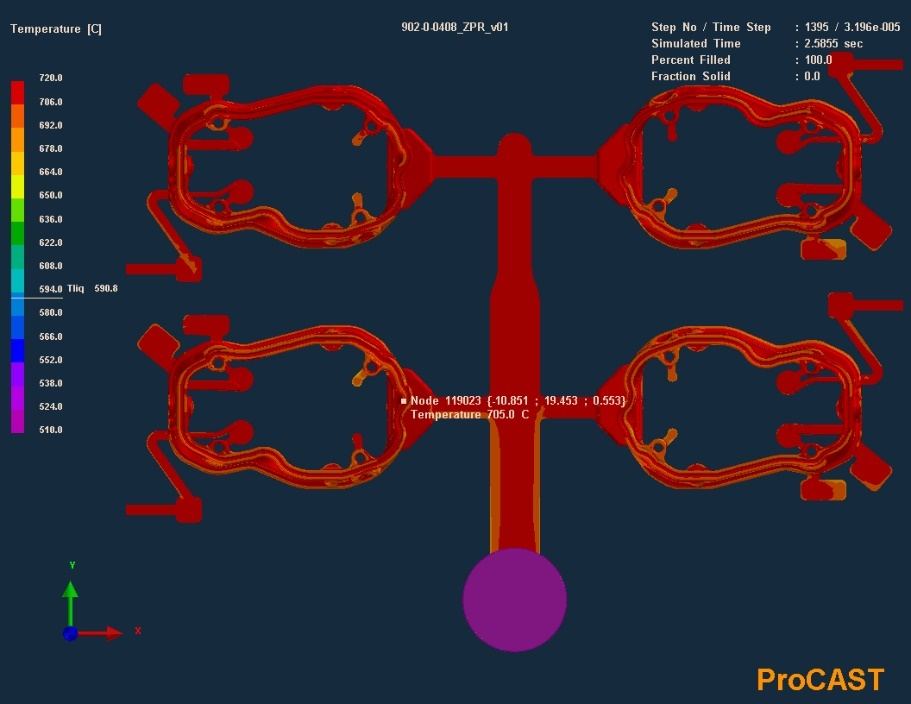 Temperature [C]
902-0-0408_ZPR_v01
Step No / Time Step : 1395 / 3.196e-005
Simulated Time : 2.5855 sec
Percent Filled : 100.0
Fraction Solid : 0.0
720.0
706.0
692.0
678.0
664.0
650.0
636.0
622.0
608.0
594.0 Tliq 590.8
580.0
566.0
552.0
538.0
524.0
510.0
Node 119023 {-10.851 ; 19.453 ; 0.553}
Temperature 705.0 C
Y
X
ProCAST